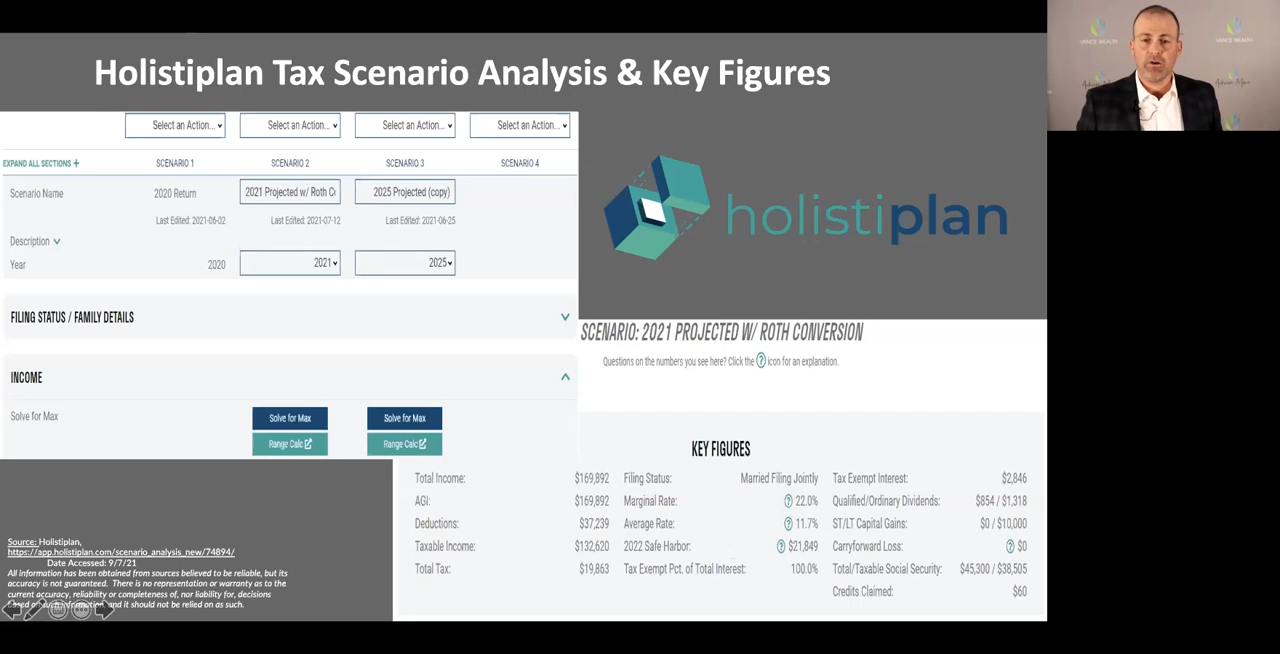 Holistiplan Tax Scenario Analysis & Key Figures
VANCE WEALTH
VANCE WEALTH
Select an Action... Select an Action... Select an Action... Select an Action...
EXPAND ALL SECTIONS + SCENARIO 1 SCENARIO 2 SCENARIO 3 SCENARIO 4
Scenario Name 2020 Return 2021 Projected w/ Roth Co 2025 Projected (copy)
Last Edited: 2021-06-02 Last Edited: 2021-07-12 Last Edited: 2021-06-25
Description
Year 2020 2021 2025
FILING STATUS / FAMILY DETAILS
INCOME
Solve for Max Solve for Max Solve for Max
Range Calc Range Calc
holistiplan
SCENARIO: 2021 PROJECTED W/ ROTH CONVERSION
Questions on the numbers you see here? Click the ? icon for an explanation.
KEY FIGURES
Total Income: $169,892 Filing Status: Married Filing Jointly Tax Exempt Interest: $2,846
AGI: $169,892 Marginal Rate: ? 22.0% Qualified/Ordinary Dividends: $854 / $1,318
Deductions: $37,239 Average Rate: ? 11.7% ST/LT Capital Gains: $0 / $10,000
Taxable Income: $132,620 2022 Safe Harbor: ? $21,849 Carryforward Loss: ? $0
Total Tax: $19,863 Tax Exempt Pct. of Total Interest: 100.0% Total/Taxable Social Security: $45,300 / $38,505
Credits Claimed: $60
Source: Holistiplan,
https://app.holistiplan.com/scenario_analysis_new/74894/
Date Accessed: 9/7/21
All information has been obtained from sources believed to be reliable, but its
accuracy is not guaranteed. There is no representation or warranty as to the
current accuracy, reliability or completeness of, nor liability for, decisions
based on such information, and it should not be relied on as such.